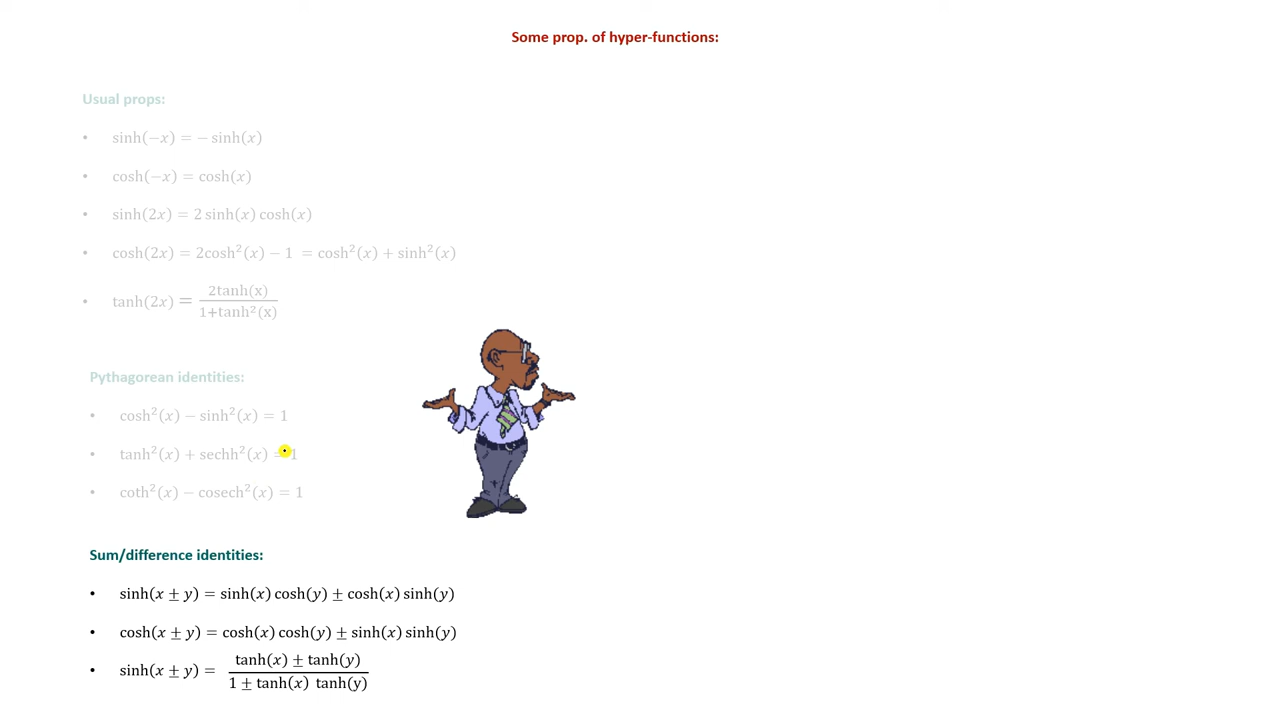 Some prop. of hyper-functions:
Usual props:
• sinh(−x) = − sinh(x)
• cosh(−x) = cosh(x)
• sinh(2x) = 2 sinh(x) cosh(x)
• cosh(2x) = 2cosh²(x) − 1 = cosh²(x) + sinh²(x)
• tanh(2x) = 2tanh(x) / 1+tanh²(x)
Pythagorean identities:
• cosh²(x) − sinh²(x) = 1
• tanh²(x) + sechh²(x) = 1
• coth²(x) − cosech²(x) = 1
Sum/difference identities:
• sinh(x ± y) = sinh(x) cosh(y) ± cosh(x) sinh(y)
• cosh(x ± y) = cosh(x) cosh(y) ± sinh(x) sinh(y)
• sinh(x ± y) = tanh(x) ± tanh(y) / 1 ± tanh(x) tanh(y)